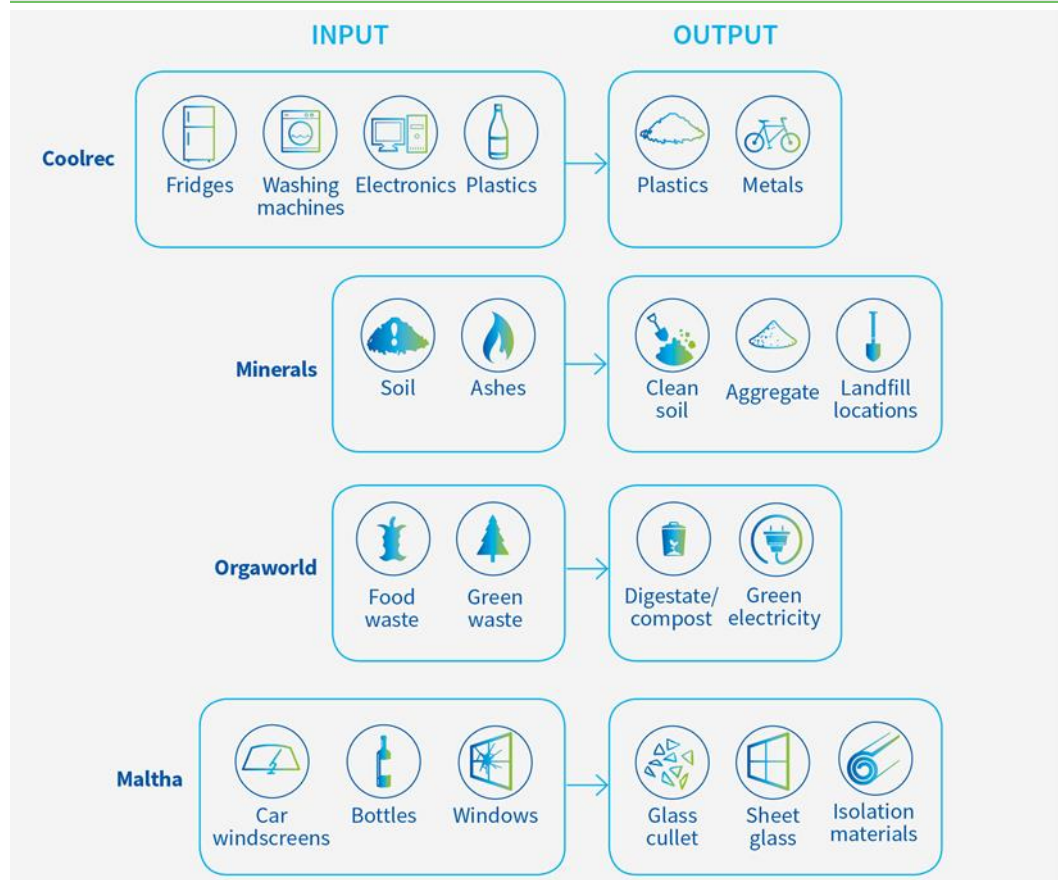 INPUT
OUTPUT
Coolrec
Fridges
Washing
machines
Electronics
Plastics
Plastics
Metals
Minerals
Soil
Ashes
Clean
soil
Aggregate
Landfill
locations
Orgaworld
Food
waste
Green
waste
Digestate/
compost
Green
electricity
Maltha
Car
windscreens
Bottles
Windows
Glass
cullet
Sheet
glass
Isolation
materials